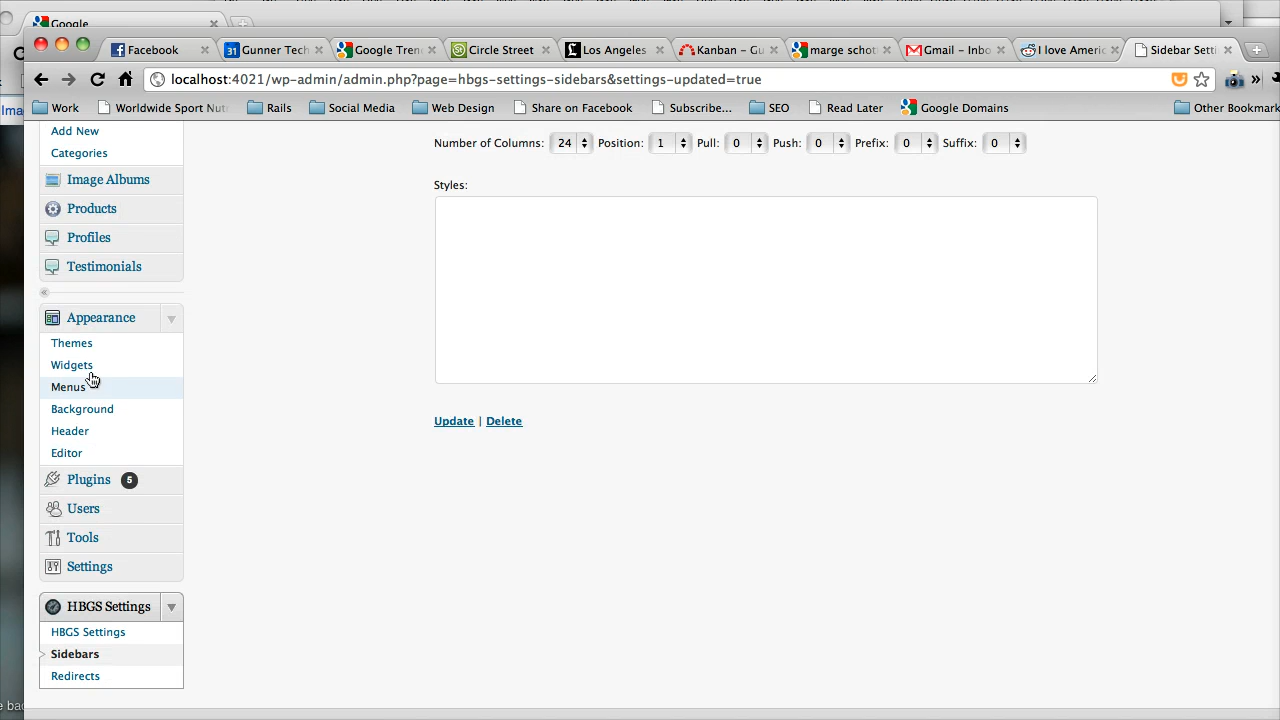 Google
Facebook
Gunner Tech
Google Tren
Circle Street
Los Angeles
Kanban – Gu
marge schot
Gmail – Inbo
I love Ameri
Sidebar Sett
localhost:4021/wp-admin/admin.php?page=hbgs-settings-sidebars&settings-updated=true
Work
Worldwide Sport Nut
Rails
Social Media
Web Design
Share on Facebook
Subscribe...
SEO
Read Later
Google Domains
Other Bookmark
Add New
Categories
Image Albums
Products
Profiles
Testimonials
Appearance
Themes
Widgets
Menus
Background
Header
Editor
Plugins 5
Users
Tools
Settings
HBGS Settings
HBGS Settings
Sidebars
Redirects
Number of Columns: 24 Position: 1 Pull: 0 Push: 0 Prefix: 0 Suffix: 0
Styles:
Update | Delete